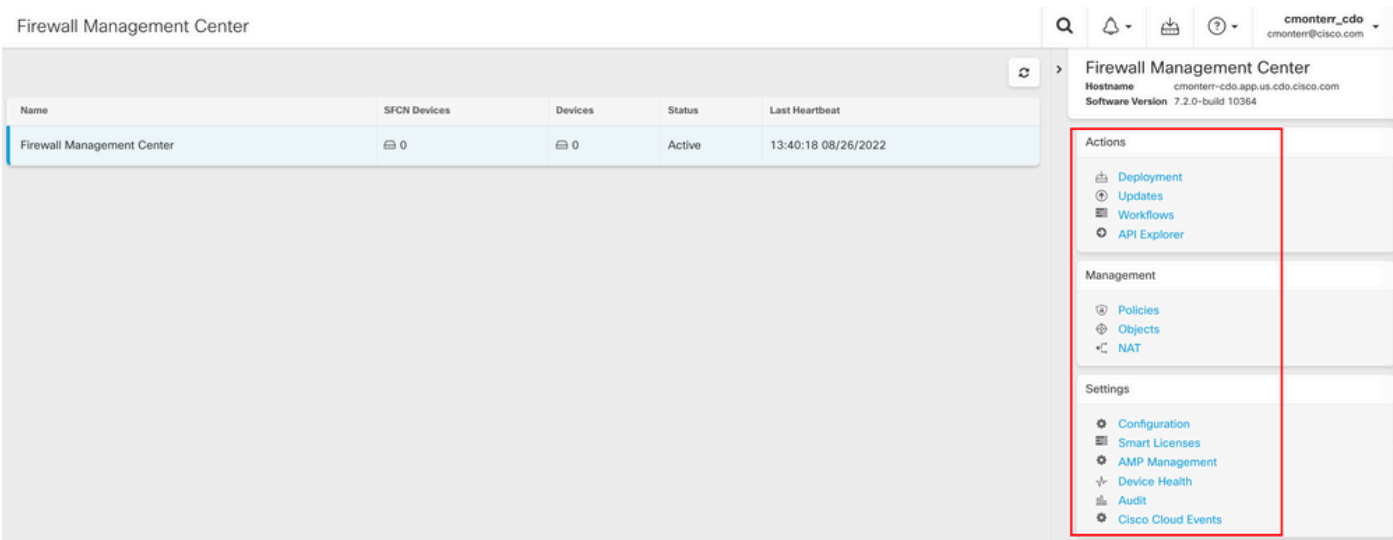 Firewall Management Center
cmonterr_cdo
cmonterr@cisco.com
Name SFCN Devices Devices Status Last Heartbeat
Firewall Management Center 0 0 Active 13:40:18 08/26/2022
Firewall Management Center
Hostname cmonterr-cdo.app.us.cdo.cisco.com
Software Version 7.2.0-build 10364
Actions
Deployment
Updates
Workflows
API Explorer
Management
Policies
Objects
NAT
Settings
Configuration
Smart Licenses
AMP Management
Device Health
Audit
Cisco Cloud Events